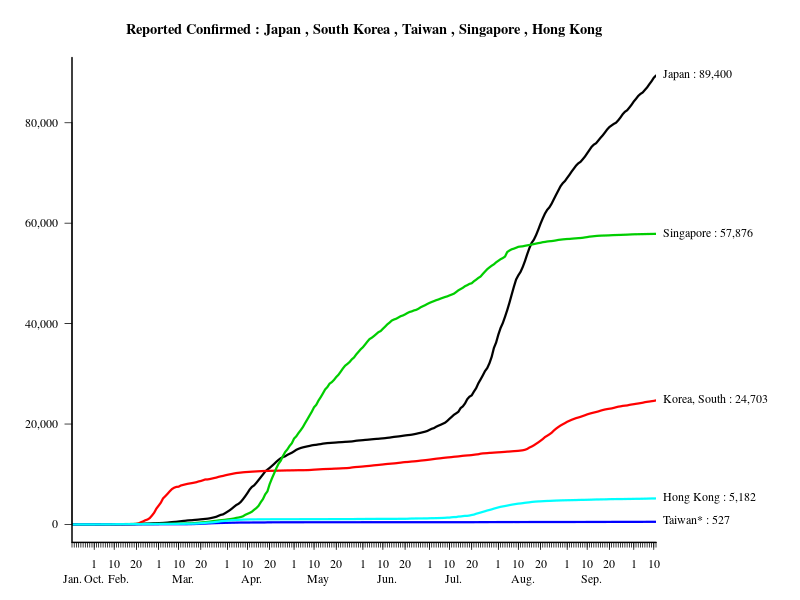 Reported Confirmed : Japan , South Korea , Taiwan , Singapore , Hong Kong
Japan : 89,400
80,000
60,000
Singapore : 57,876
40,000
Korea, South : 24,703
20,000
Hong Kong : 5,182
Taiwan* : 527
0
1 10 20 1 10 20 1 10 20 1 10 20 1 10 20 1 10 20 1 10 20 1 10 20 1 10
Jan. Oct. Feb. Mar. Apr. May Jun. Jul. Aug. Sep.